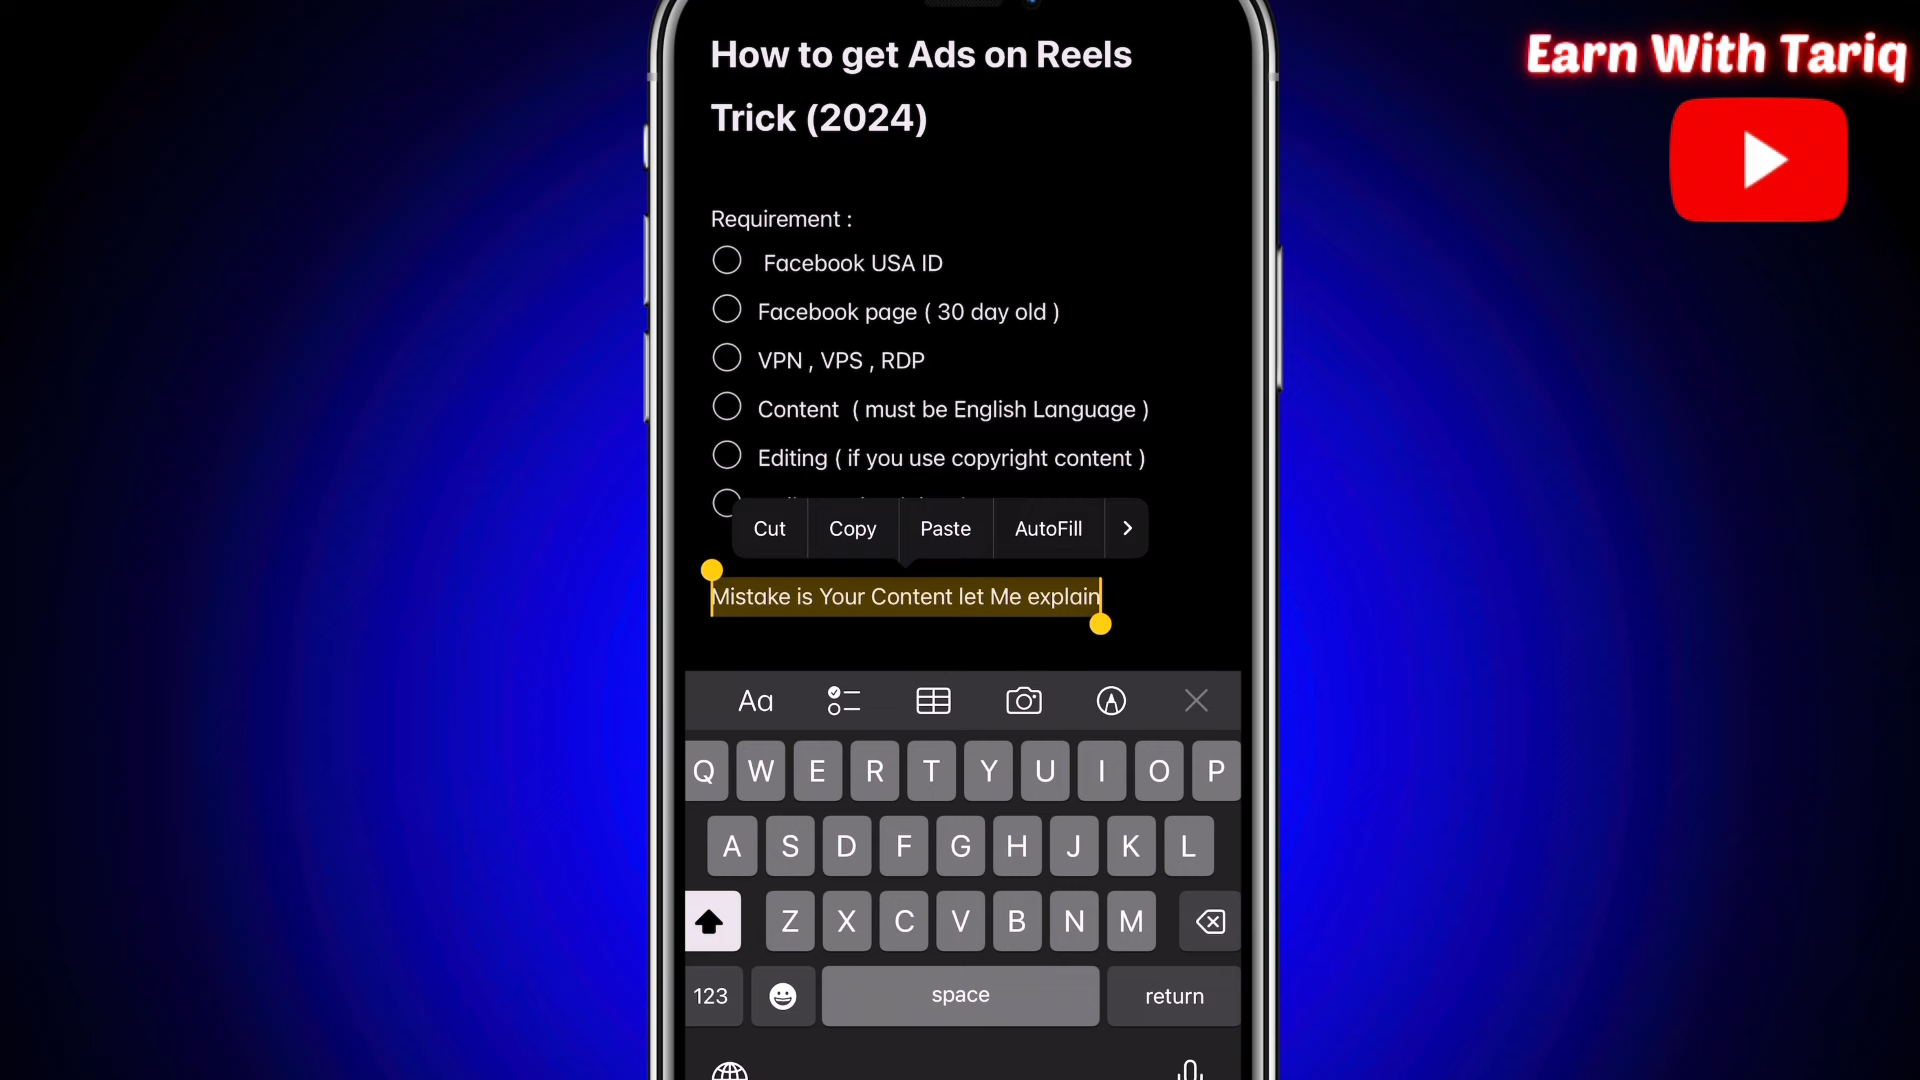 How to get Ads on Reels
Trick (2024)
Earn With Tariq
Requirement :
Facebook USA ID
Facebook page ( 30 day old )
VPN , VPS , RDP
Content ( must be English Language )
Editing ( if you use copyright content )
Cut Copy Paste AutoFill
Mistake is Your Content let Me explain
Aa
Q W E R T Y U I O P
A S D F G H J K L
Z X C V B N M
123 space return